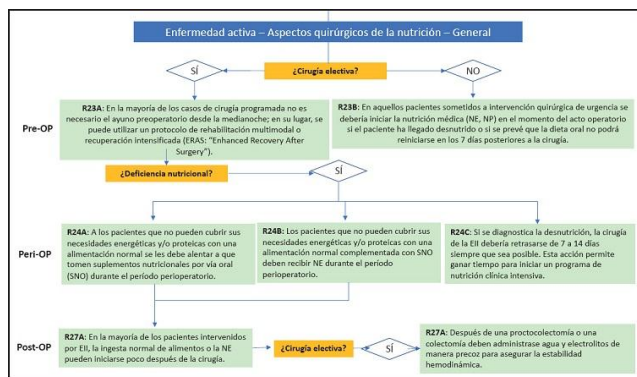 Enfermedad activa – Aspectos quirúrgicos de la nutrición – General
SÍ
¿Cirugía electiva?
NO
Pre-OP
R23A: En la mayoría de los casos de cirugía programada no es
necesario el ayuno preoperatorio desde la medianoche; en su lugar, se
puede utilizar un protocolo de rehabilitación multimodal o
recuperación intensificada (ERAS: “Enhanced Recovery After
Surgery”).
R23B: En aquellos pacientes sometidos a intervención quirúrgica de urgencia se
debería iniciar la nutrición médica (NE, NP) en el momento del acto operatorio
si el paciente ha llegado desnutrido o si se prevé que la dieta oral no podrá
reiniciarse en los 7 días posteriores a la cirugía.
¿Deficiencia nutricional?
SÍ
Peri-OP
R24A: A los pacientes que no pueden cubrir sus
necesidades energéticas y/o proteicas con una
alimentación normal se les debe alentar a que
tomen suplementos nutricionales por vía oral
(SNO) durante el período perioperatorio.
R24B: Los pacientes que no pueden cubrir sus
necesidades energéticas y/o proteicas con una
alimentación normal complementada con SNO
deben recibir NE durante el período
perioperatorio.
R24C: Si se diagnostica la desnutrición, la cirugía de
la EII debería retrasarse de 7 a 14 días
siempre que sea posible. Esta acción permite
ganar tiempo para iniciar un programa de
nutrición clínica intensiva.
Post-OP
R27A: En la mayoría de los pacientes intervenidos
por EII, la ingesta normal de alimentos o la NE
pueden iniciarse poco después de la cirugía.
¿Cirugía electiva?
SÍ
R27A: Después de una proctocolectomía o una
colectomía deben administrarse agua y electrolitos de
manera precoz para asegurar la estabilidad
hemodinámica.